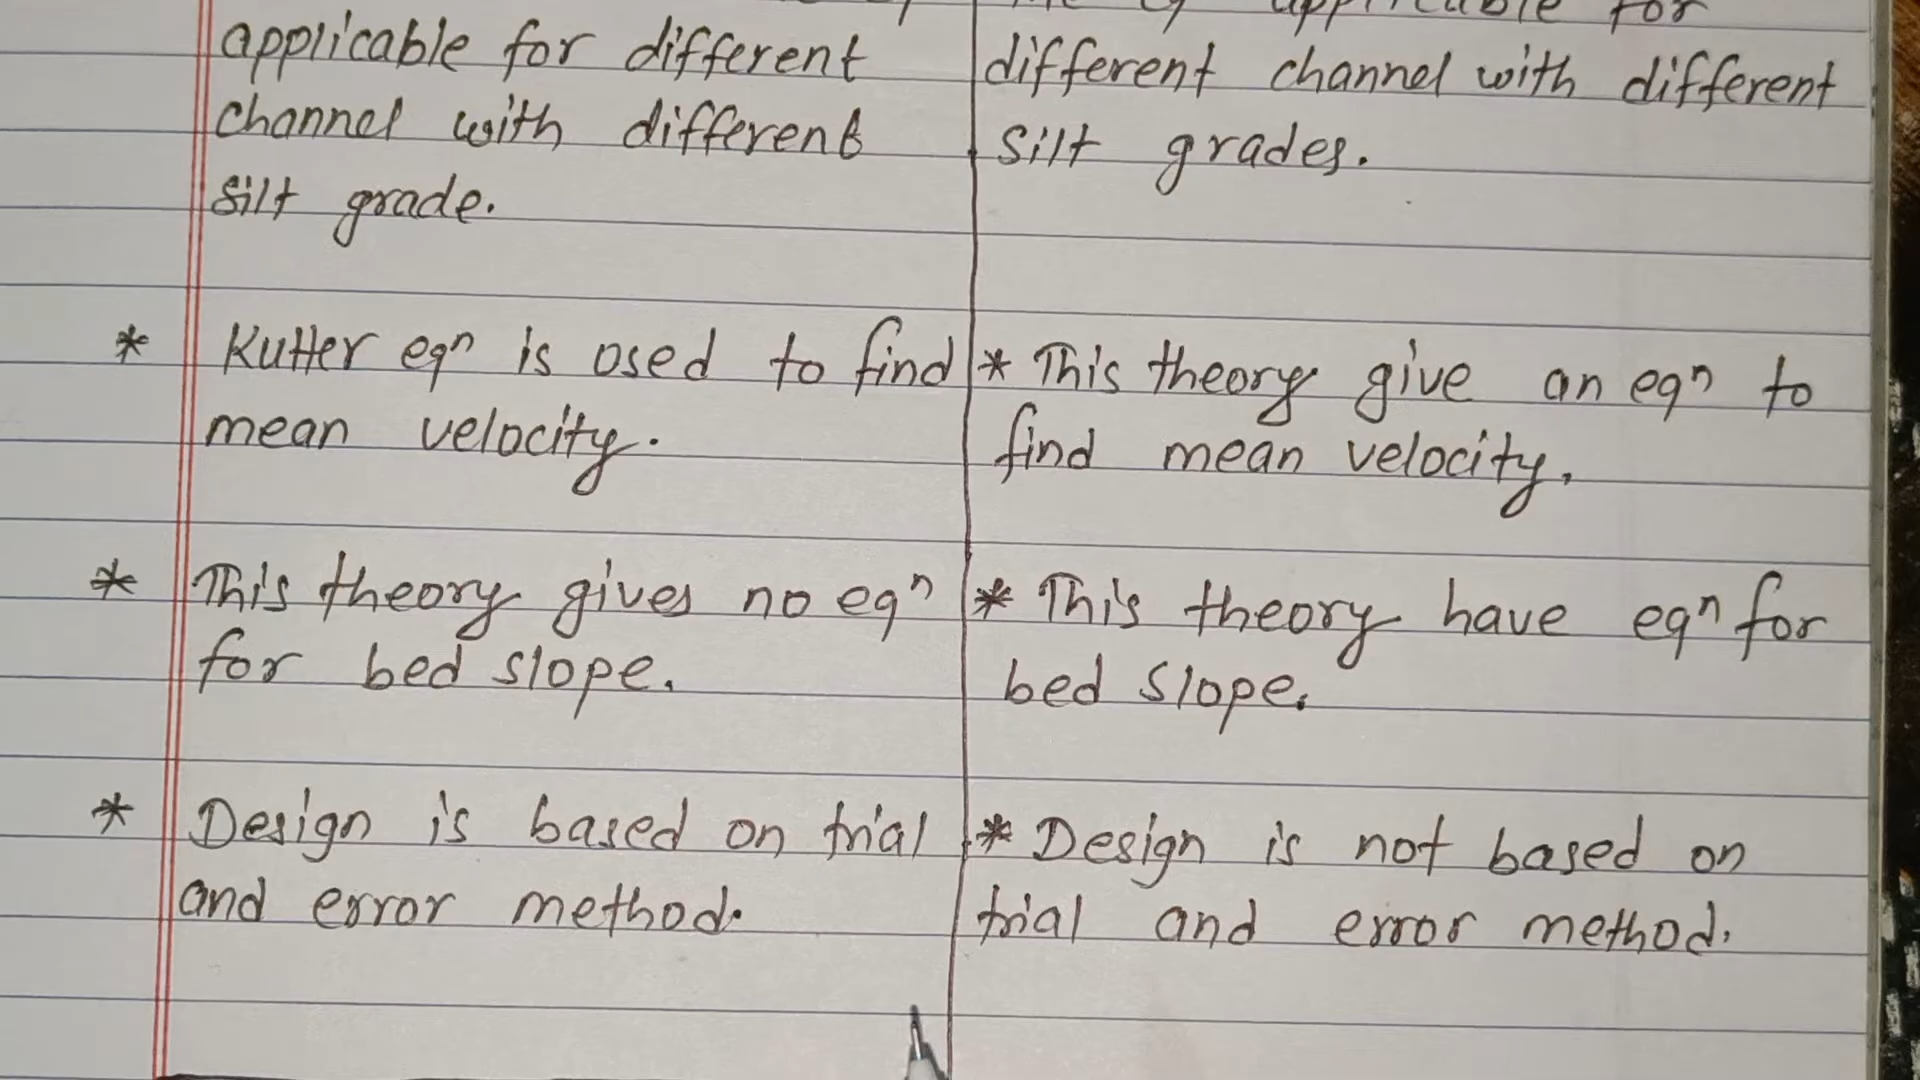 applicable for different
channel with different
silt grade.
* Kutter eqn is used to find
mean velocity.
* This theory gives no eqn
for bed slope.
* Design is based on trial
and error method.
applicable for
different channel with different
silt grades.
* This theory give an eqn to
find mean velocity.
* This theory have eqn for
bed slope.
* Design is not based on
trial and error method.